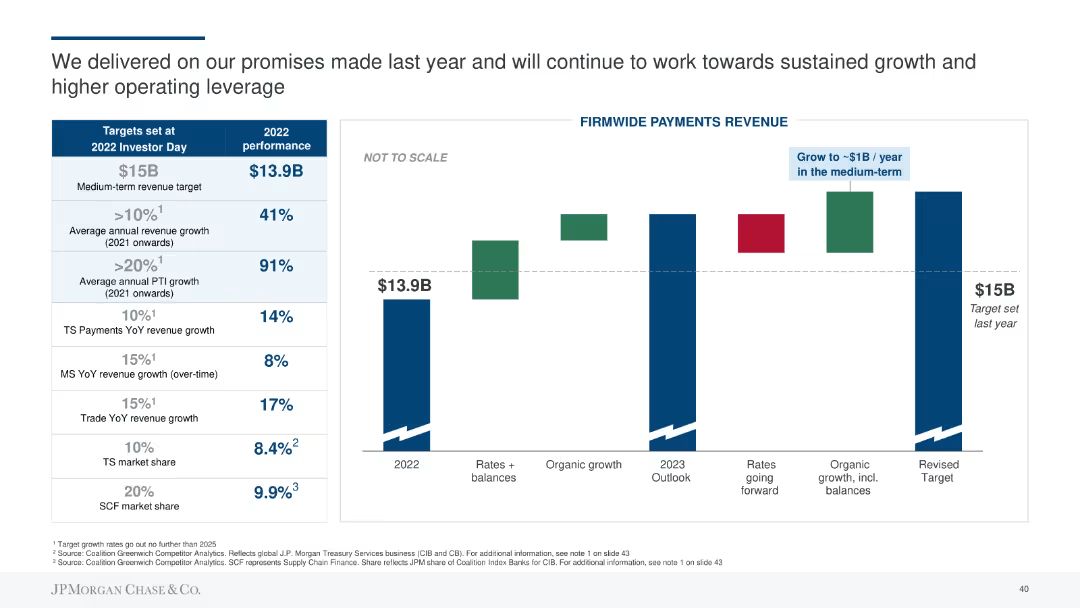 We delivered on our promises made last year and will continue to work towards sustained growth and
higher operating leverage
Targets set at
2022 Investor Day
2022
performance
$15B
Medium-term revenue target
$13.9B
>10%¹
Average annual revenue growth
(2021 onwards)
41%
>20%¹
Average annual PTI growth
(2021 onwards)
91%
10%¹
TS Payments YoY revenue growth
14%
15%¹
MS YoY revenue growth (over-time)
8%
15%¹
Trade YoY revenue growth
17%
10%
TS market share
8.4%²
20%
SCF market share
9.9%³
FIRMWIDE PAYMENTS REVENUE
NOT TO SCALE
Grow to ~$1B / year
in the medium-term
$13.9B
$15B
Target set
last year
2022
Rates +
balances
Organic growth
2023
Outlook
Rates
going
forward
Organic
growth, incl.
balances
Revised
Target
¹ Target growth rates go out no further than 2025
² Source: Coalition Greenwich Competitor Analytics. Reflects global J.P. Morgan Treasury Services business (CIB and CB). For additional information, see note 1 on slide 43
³ Source: Coalition Greenwich Competitor Analytics. SCF represents Supply Chain Finance. Share reflects JPM share of Coalition Index Banks for CIB. For additional information, see note 1 on slide 43
JPMORGAN CHASE & CO.
40